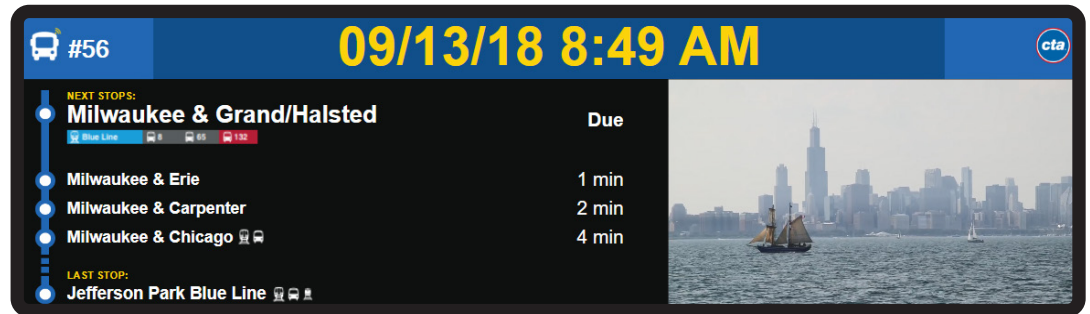 #56
09/13/18 8:49 AM
cta
NEXT STOPS:
Milwaukee & Grand/Halsted Due
Blue Line 8 65 132
Milwaukee & Erie 1 min
Milwaukee & Carpenter 2 min
Milwaukee & Chicago 4 min
LAST STOP:
Jefferson Park Blue Line